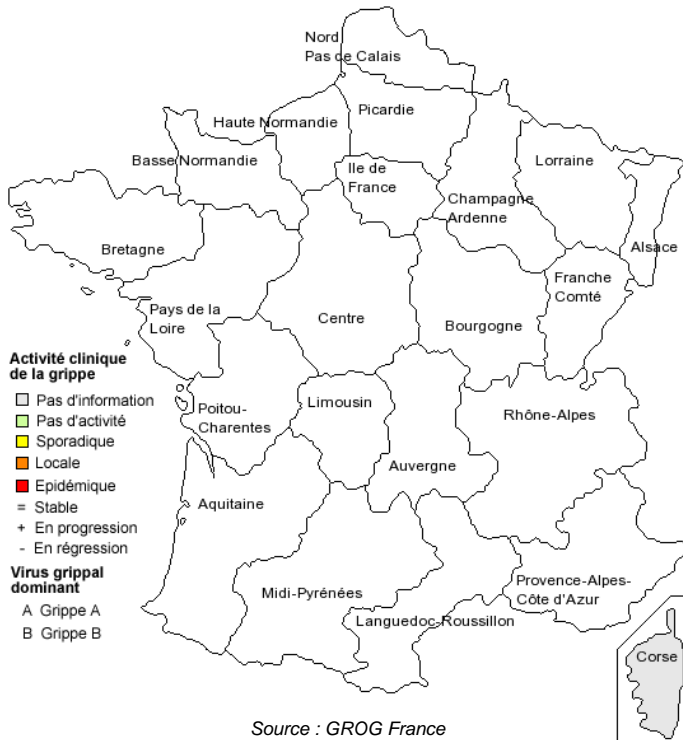 Nord
Pas de Calais
Picardie
Haute Normandie
Basse Normandie
Ile de
France
Lorraine
Champagne
Ardenne
Alsace
Bretagne
Franche
Comté
Pays de la
Loire
Centre
Bourgogne
Activité clinique
de la grippe
Pas d'information
Pas d'activité
Sporadique
Locale
Epidémique
= Stable
+ En progression
- En régression
Virus grippal
dominant
A Grippe A
B Grippe B
Poitou-
Charentes
Limousin
Rhône-Alpes
Auvergne
Aquitaine
Midi-Pyrénées
Provence-Alpes-
Côte d'Azur
Languedoc-Roussillon
Corse
Source : GROG France